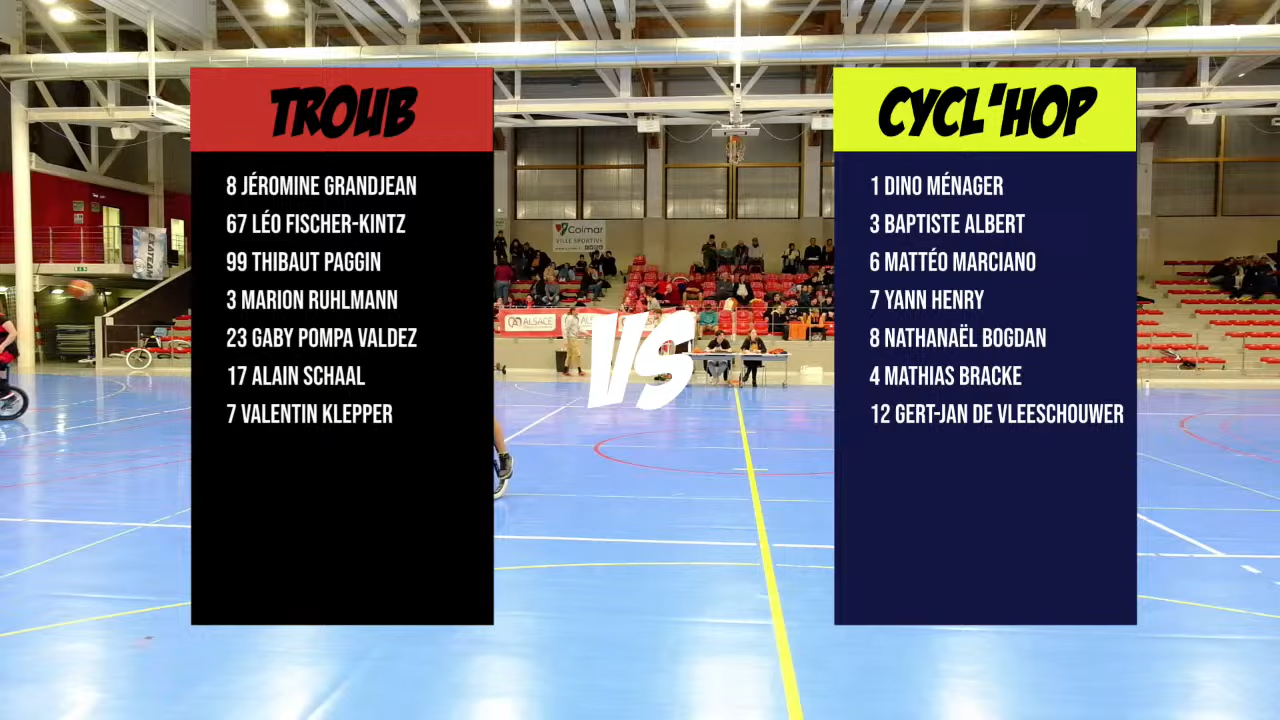 TROUB
8 JÉROMINE GRANDJEAN
67 LÉO FISCHER-KINTZ
99 THIBAUT PAGGIN
3 MARION RUHLMANN
23 GABY POMPA VALDEZ
17 ALAIN SCHAAL
7 VALENTIN KLEPPER
VS
CYCL'HOP
1 DINO MÉNAGER
3 BAPTISTE ALBERT
6 MATTÉO MARCIANO
7 YANN HENRY
8 NATHANAËL BOGDAN
4 MATHIAS BRACKE
12 GERT-JAN DE VLEESCHOUWER
Colmar
VILLE SPORTIVE
ALSACE